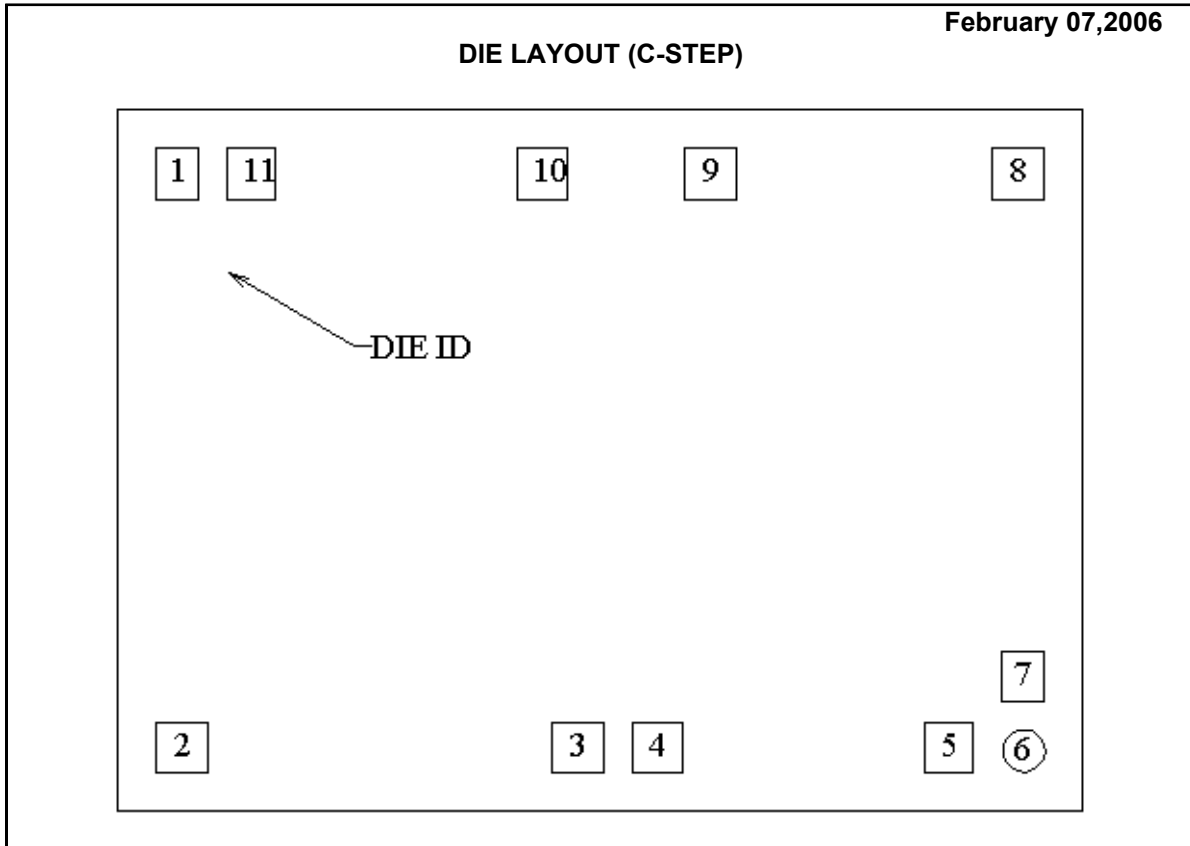 February 07,2006
DIE LAYOUT (C-STEP)
1 11 10 9 8
DIE ID
7
2 3 4 5 6